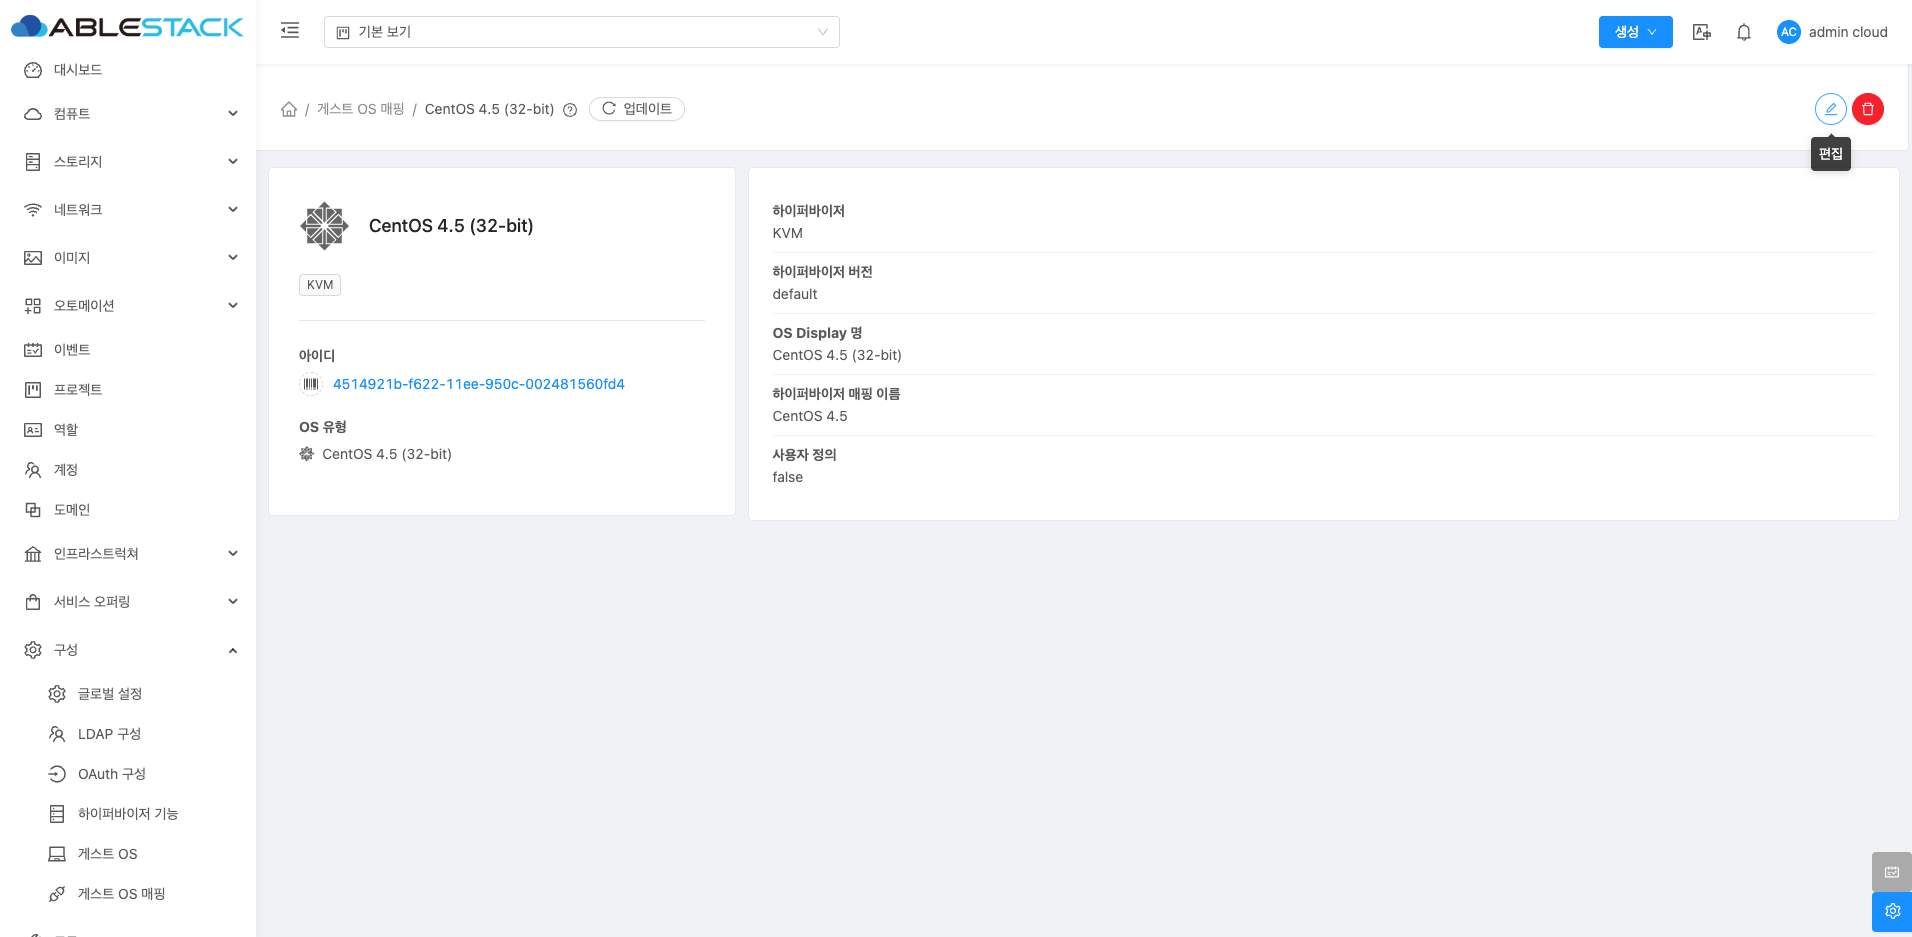 ABLESTACK
기본 보기
생성
AC
admin cloud
대시보드
컴퓨트
스토리지
네트워크
이미지
오토메이션
이벤트
프로젝트
역할
계정
도메인
인프라스트럭쳐
서비스 오퍼링
구성
글로벌 설정
LDAP 구성
OAuth 구성
하이퍼바이저 기능
게스트 OS
게스트 OS 매핑
/ 게스트 OS 매핑 / CentOS 4.5 (32-bit)
업데이트
편집
CentOS 4.5 (32-bit)
KVM
아이디
4514921b-f622-11ee-950c-002481560fd4
OS 유형
CentOS 4.5 (32-bit)
하이퍼바이저
KVM
하이퍼바이저 버전
default
OS Display 명
CentOS 4.5 (32-bit)
하이퍼바이저 매핑 이름
CentOS 4.5
사용자 정의
false